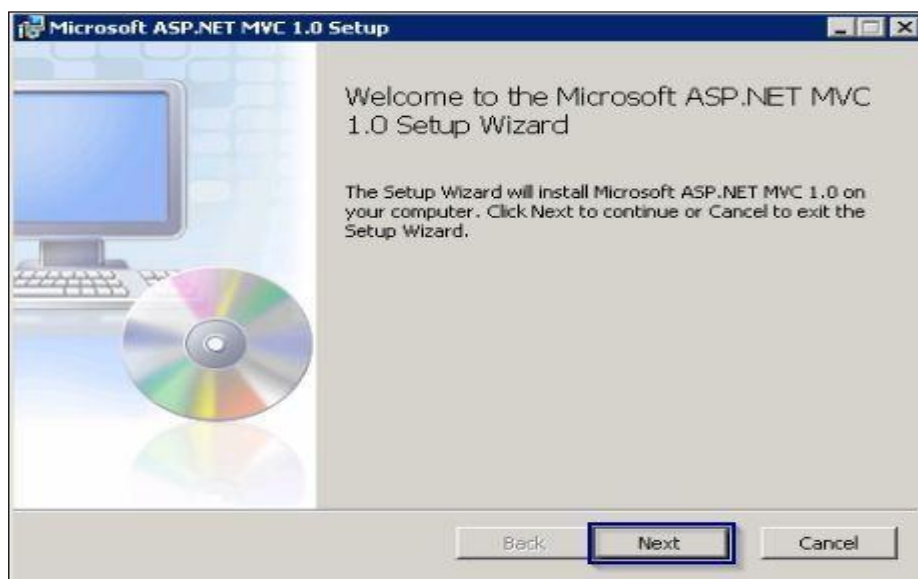 Microsoft ASP.NET MVC 1.0 Setup
Welcome to the Microsoft ASP.NET MVC
1.0 Setup Wizard
The Setup Wizard will install Microsoft ASP.NET MVC 1.0 on
your computer. Click Next to continue or Cancel to exit the
Setup Wizard.
Back Next Cancel